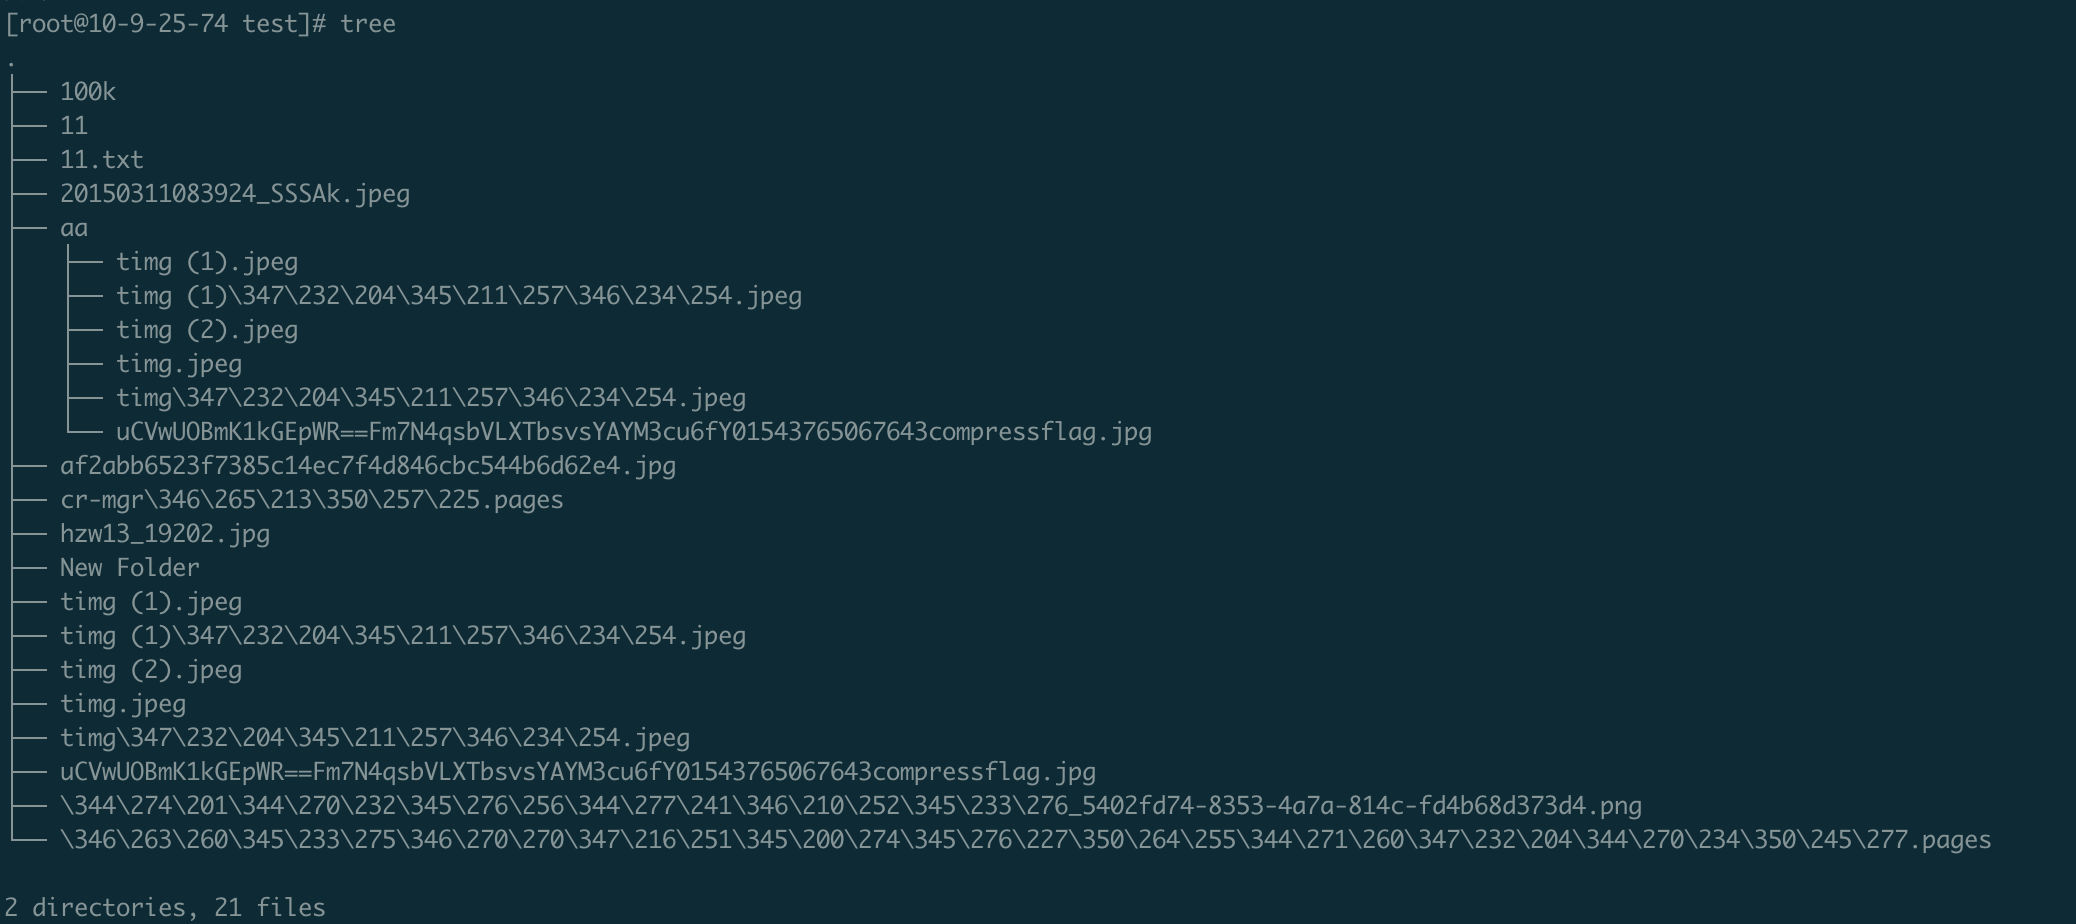 [root@10-9-25-74 test]# tree
.
├── 100k
├── 11
├── 11.txt
├── 20150311083924_SSSAk.jpeg
├── aa
│   ├── timg (1).jpeg
│   ├── timg (1)\347\232\204\345\211\257\346\234\254.jpeg
│   ├── timg (2).jpeg
│   ├── timg.jpeg
│   ├── timg\347\232\204\345\211\257\346\234\254.jpeg
│   └── uCVwUOBmK1kGEpWR==Fm7N4qsbVLXTbsvsYAYM3cu6fY01543765067643compressflag.jpg
├── af2abb6523f7385c14ec7f4d846cbc544b6d62e4.jpg
├── cr-mgr\346\265\213\350\257\225.pages
├── hzw13_19202.jpg
├── New Folder
├── timg (1).jpeg
├── timg (1)\347\232\204\345\211\257\346\234\254.jpeg
├── timg (2).jpeg
├── timg.jpeg
├── timg\347\232\204\345\211\257\346\234\254.jpeg
├── uCVwUOBmK1kGEpWR==Fm7N4qsbVLXTbsvsYAYM3cu6fY01543765067643compressflag.jpg
├── \344\274\201\344\270\232\345\276\256\344\277\241\346\210\252\345\233\276_5402fd74-8353-4a7a-814c-fd4b68d373d4.png
└── \346\263\260\345\233\275\346\270\270\347\216\251\345\200\274\345\276\227\350\264\255\344\271\260\347\232\204\344\270\234\350\245\277.pages
2 directories, 21 files